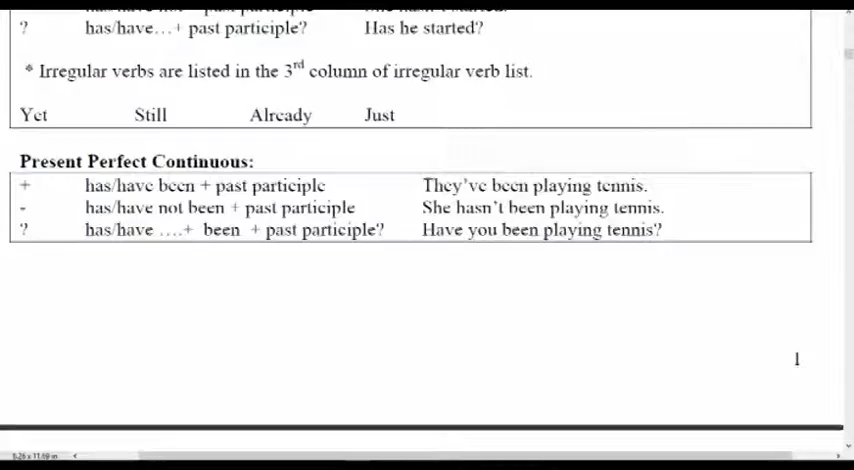 ? has/have…+ past participle? Has he started?
* Irregular verbs are listed in the 3rd column of irregular verb list.
Yet Still Already Just
Present Perfect Continuous:
+ has/have been + past participle They've been playing tennis.
- has/have not been + past participle She hasn't been playing tennis.
? has/have ….+ been + past participle? Have you been playing tennis?
1